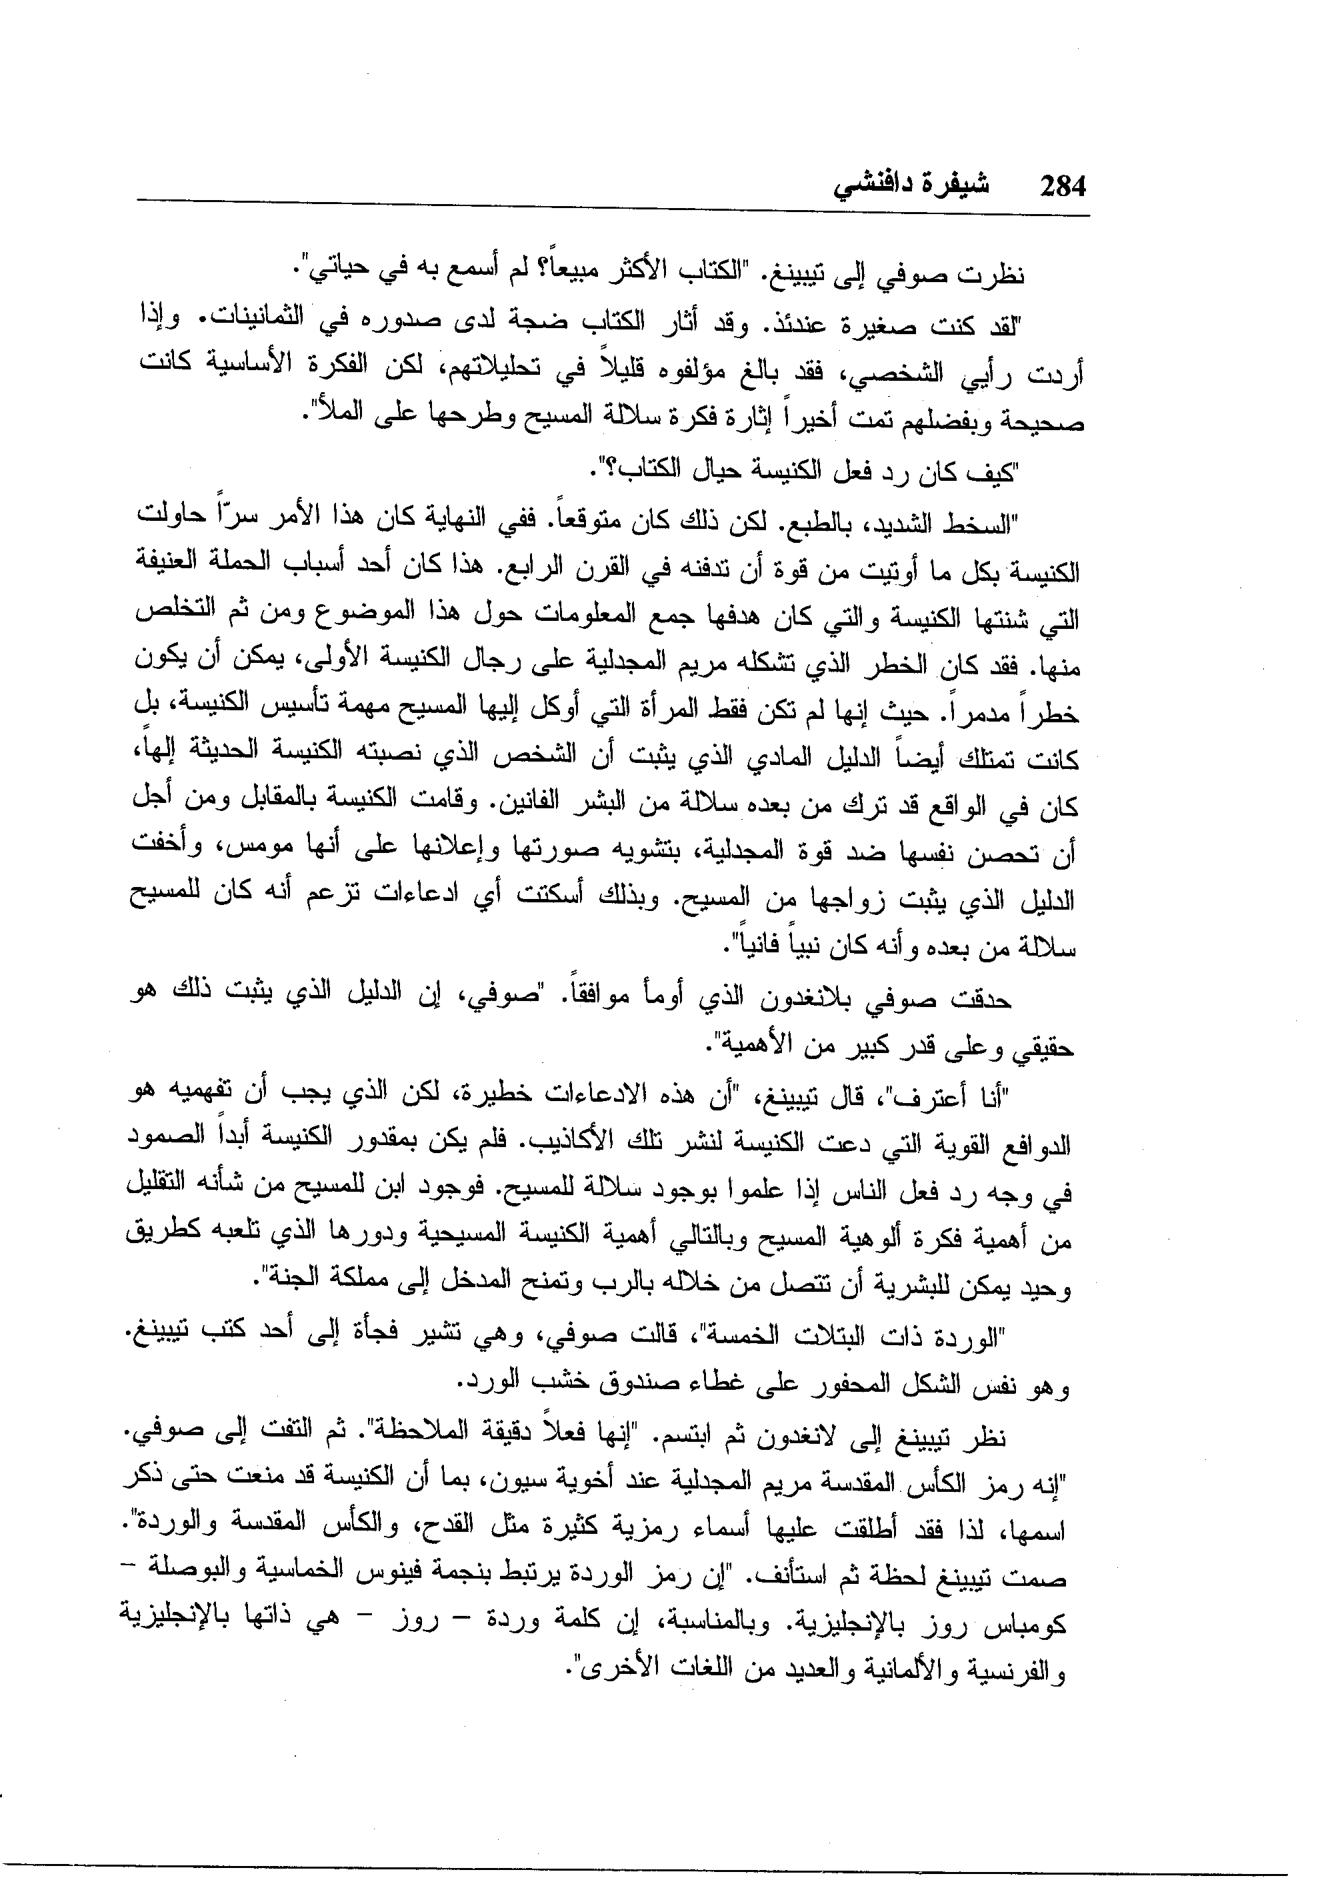 284 شيفرة دافنشي
نظرت صوفي إلى تيبينغ. "الكتاب الأكثر مبيعاً؟ لم أسمع به في حياتي".
"لقد كنت صغيرة عندئذ. وقد أثار الكتاب ضجة لدى صدوره في الثمانينات. وإذا
أردت رأيي الشخصي، فقد بالغ مؤلفوه قليلاً في تحليلاتهم، لكن الفكرة الأساسية كانت
صحيحة وبفضلهم تمت أخيراً إثارة فكرة سلالة المسيح وطرحها على الملأ".
"كيف كان رد فعل الكنيسة حيال الكتاب؟".
"السخط الشديد، بالطبع. لكن ذلك كان متوقعاً. ففي النهاية كان هذا الأمر سرّاً حاولت
الكنيسة بكل ما أوتيت من قوة أن تدفنه في القرن الرابع. هذا كان أحد أسباب الحملة العنيفة
التي شنتها الكنيسة والتي كان هدفها جمع المعلومات حول هذا الموضوع ومن ثم التخلص
منها. فقد كان الخطر الذي تشكله مريم المجدلية على رجال الكنيسة الأولى، يمكن أن يكون
خطراً مدمراً. حيث إنها لم تكن فقط المرأة التي أوكل إليها المسيح مهمة تأسيس الكنيسة، بل
كانت تمتلك أيضاً الدليل المادي الذي يثبت أن الشخص الذي نصبته الكنيسة الحديثة إلهاً،
كان في الواقع قد ترك من بعده سلالة من البشر الفانين. وقامت الكنيسة بالمقابل ومن أجل
أن تحصن نفسها ضد قوة المجدلية، بتشويه صورتها وإعلانها على أنها مومس، وأخفت
الدليل الذي يثبت زواجها من المسيح. وبذلك أسكتت أي ادعاءات تزعم أنه كان للمسيح
سلالة من بعده وأنه كان نبياً فانياً".
حدقت صوفي بلانغدون الذي أومأ موافقاً. "صوفي، إن الدليل الذي يثبت ذلك هو
حقيقي وعلى قدر كبير من الأهمية".
"أنا أعترف"، قال تيبينغ، "أن هذه الادعاءات خطيرة، لكن الذي يجب أن تفهميه هو
الدوافع القوية التي دعت الكنيسة لنشر تلك الأكاذيب. فلم يكن بمقدور الكنيسة أبداً الصمود
في وجه رد فعل الناس إذا علموا بوجود سلالة للمسيح. فوجود ابن للمسيح من شأنه التقليل
من أهمية فكرة ألوهية المسيح وبالتالي أهمية الكنيسة المسيحية ودورها الذي تلعبه كطريق
وحيد يمكن للبشرية أن تتصل من خلاله بالرب وتمنح المدخل إلى مملكة الجنة".
"الوردة ذات البتلات الخمسة"، قالت صوفي، وهي تشير فجأة إلى أحد كتب تيبينغ.
وهو نفس الشكل المحفور على غطاء صندوق خشب الورد.
نظر تيبينغ إلى لانغدون ثم ابتسم. "إنها فعلاً دقيقة الملاحظة". ثم التفت إلى صوفي.
"إنه رمز الكأس المقدسة مريم المجدلية عند أخوية سيون، بما أن الكنيسة قد منعت حتى ذكر
اسمها، لذا فقد أطلقت عليها أسماء رمزية كثيرة مثل القدح، والكأس المقدسة والوردة".
صمت تيبينغ لحظة ثم استأنف. "إن رمز الوردة يرتبط بنجمة فينوس الخماسية والبوصلة –
كومباس روز بالإنجليزية. وبالمناسبة، إن كلمة وردة – روز – هي ذاتها بالإنجليزية
والفرنسية والألمانية والعديد من اللغات الأخرى".